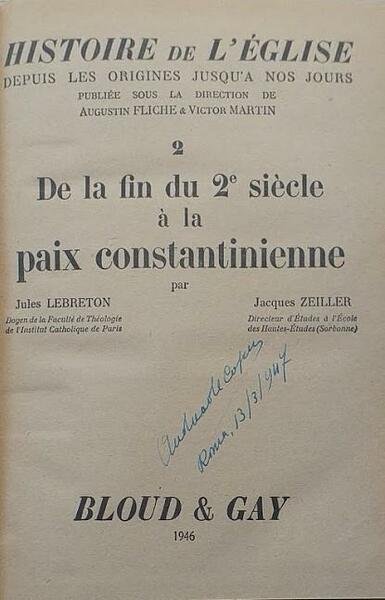 HISTOIRE DE L'ÉGLISE
DEPUIS LES ORIGINES JUSQU'A NOS JOURS
PUBLIÉE SOUS LA DIRECTION DE
AUGUSTIN FLICHE & VICTOR MARTIN
2
De la fin du 2e siècle
à la
paix constantinienne
par
Jules LEBRETON
Doyen de la Faculté de Théologie
de l'Institut Catholique de Paris
Jacques ZEILLER
Directeur d'Études à l'École
des Hautes-Études (Sorbonne)
Roma, 13/3/947
BLOUD & GAY
1946